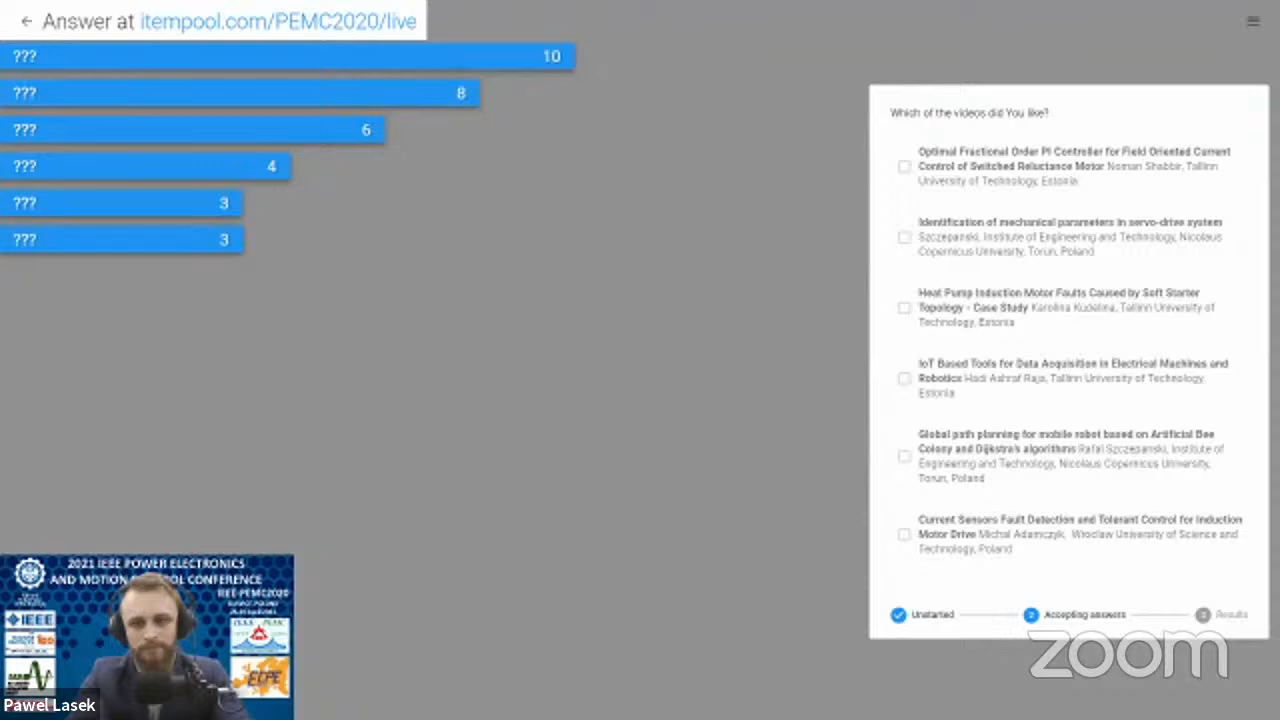 ← Answer at itempool.com/PEMC2020/live
??? 10
??? 8
??? 6
??? 4
??? 3
??? 3
Which of the videos did You like?
Optimal Fractional Order PI Controller for Field Oriented Current
Control of Switched Reluctance Motor Noman Shabbir, Tallinn
University of Technology, Estonia
Identification of mechanical parameters in servo-drive system
Szczepanski, Institute of Engineering and Technology, Nicolaus
Copernicus University, Torun, Poland
Heat Pump Induction Motor Faults Caused by Soft Starter
Topology - Case Study Karolina Kudelina, Tallinn University of
Technology, Estonia
IoT Based Tools for Data Acquisition in Electrical Machines and
Robotics Hadi Ashraf Raja, Tallinn University of Technology,
Estonia
Global path planning for mobile robot based on Artificial Bee
Colony and Dijkstra's algorithms Rafal Szczepanski, Institute of
Engineering and Technology, Nicolaus Copernicus University,
Torun, Poland
Current Sensors Fault Detection and Tolerant Control for Induction
Motor Drive Michal Adamczyk, Wroclaw University of Science and
Technology, Poland
Unstarted 2 Accepting answers 3 Results
zoom
2021 IEEE POWER ELECTRONICS
AND MOTION CONFERENCE
IEEE-PEMC2020
IEEE
ECPE
Pawel Lasek